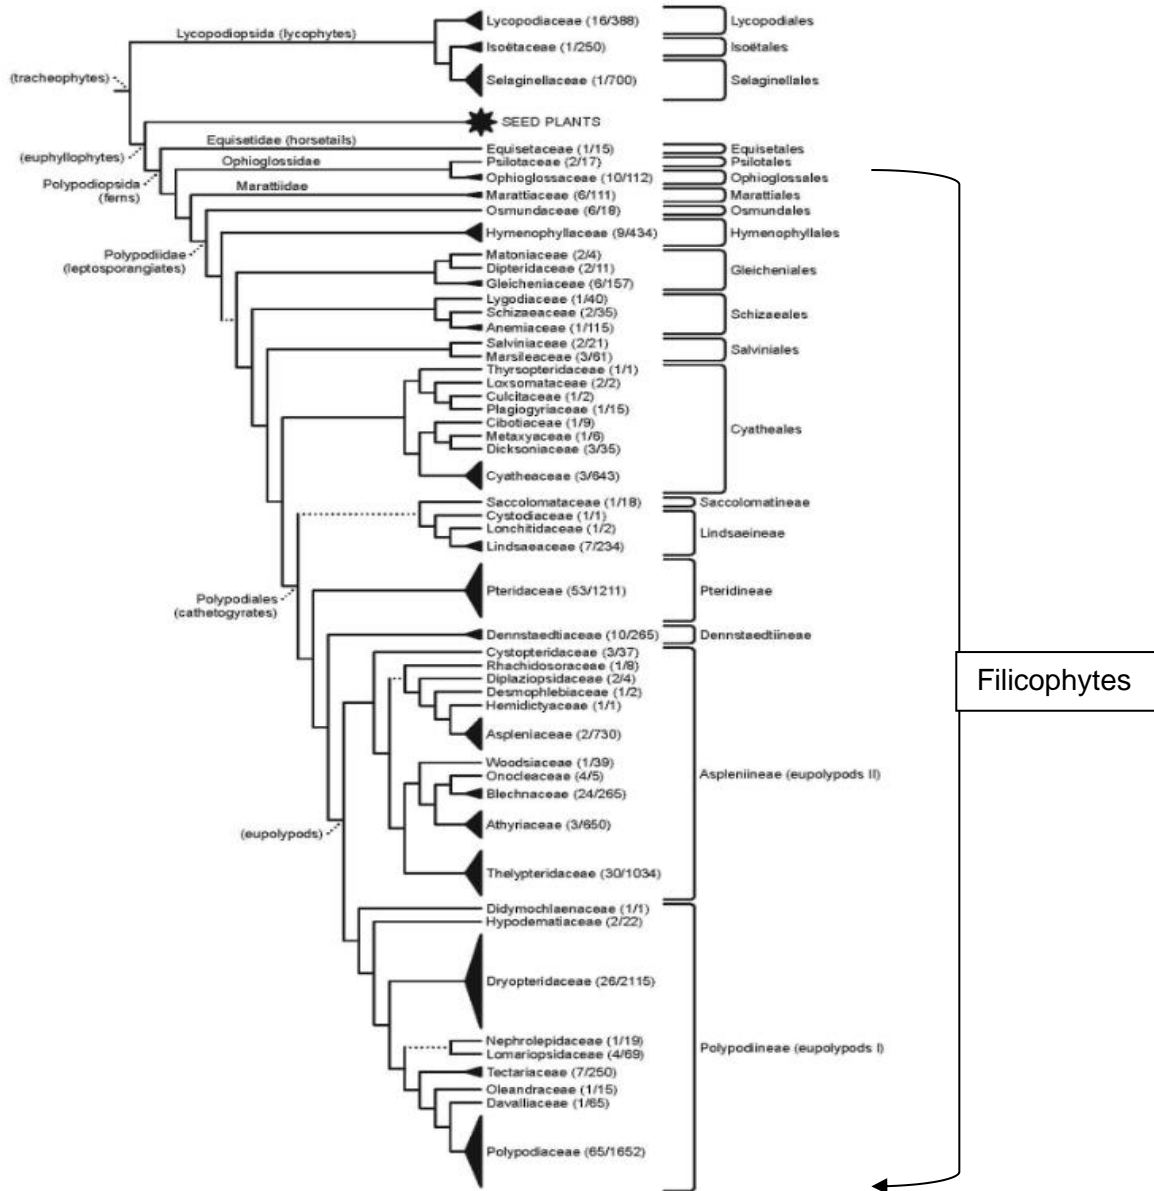 Lycopodiopsida (lycophytes)
Lycopodiaceae (16/388)
Lycopodiales
Isoëtaceae (1/250)
Isoëtales
(tracheophytes)
Selaginellaceae (1/700)
Selaginellales
SEED PLANTS
(euphyllophytes)
Equisetidae (horsetails)
Equisetaceae (1/15)
Equisetales
Ophioglossidae
Psilotaceae (2/17)
Psilotales
Polypodiopsida
(ferns)
Ophioglossaceae (10/112)
Ophioglossales
Marattiidae
Marattiaceae (6/111)
Marattiales
Osmundaceae (6/18)
Osmundales
Polypodiidae
(leptosporangiates)
Hymenophyllaceae (9/434)
Hymenophyllales
Matoniaceae (2/4)
Dipteridaceae (2/11)
Gleicheniales
Gleicheniaceae (6/157)
Lygodiaceae (1/40)
Schizaeaceae (2/35)
Schizaeales
Anemiaceae (1/115)
Salviniaceae (2/21)
Salviniales
Marsileaceae (3/61)
Thyrsopteridaceae (1/1)
Loxsomataceae (2/2)
Culcitaceae (1/2)
Plagiogyriaceae (1/15)
Cibotiaceae (1/9)
Cyatheales
Metaxyaceae (1/6)
Dicksoniaceae (3/35)
Cyatheaceae (3/643)
Saccolomataceae (1/18)
Saccolomatineae
Cystodiaceae (1/1)
Lonchitidaceae (1/2)
Lindsaeineae
Lindsaeaceae (7/234)
Polypodiales
(cathetogyrates)
Pteridaceae (53/1211)
Pteridineae
Dennstaedtiaceae (10/265)
Dennstaedtiineae
Cystopteridaceae (3/37)
Rhachidosoraceae (1/8)
Diplaziopsidaceae (2/4)
Filicophytes
Desmophlebiaceae (1/2)
Hemidictyaceae (1/1)
Aspleniaceae (2/730)
Woodsiaceae (1/39)
Onocleaceae (4/5)
Aspleniineae (eupolypods II)
Blechnaceae (24/265)
Athyriaceae (3/650)
(eupolypods)
Thelypteridaceae (30/1034)
Didymochlaenaceae (1/1)
Hypodematiaceae (2/22)
Dryopteridaceae (26/2115)
Nephrolepidaceae (1/19)
Polypodiineae (eupolypods I)
Lomariopsidaceae (4/69)
Tectariaceae (7/250)
Oleandraceae (1/15)
Davalliaceae (1/65)
Polypodiaceae (65/1652)